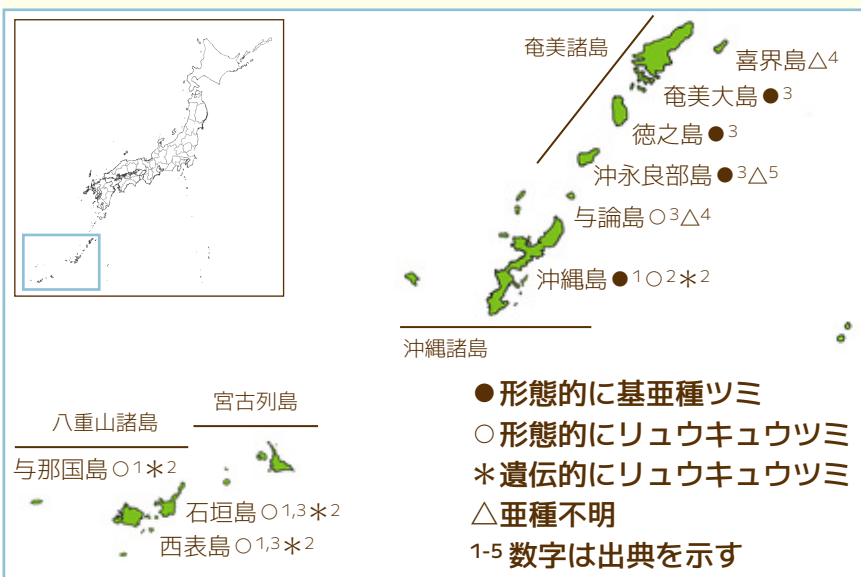 奄美諸島
喜界島△4
奄美大島●3
徳之島●3
沖永良部島●3△5
与論島○3△4
沖縄島●1○2＊2
沖縄諸島
宮古列島
八重山諸島
与那国島○1＊2
石垣島○1,3＊2
西表島○1,3＊2
●形態的に基亜種ツミ
○形態的にリュウキュウツミ
＊遺伝的にリュウキュウツミ
△亜種不明
1-5 数字は出典を示す